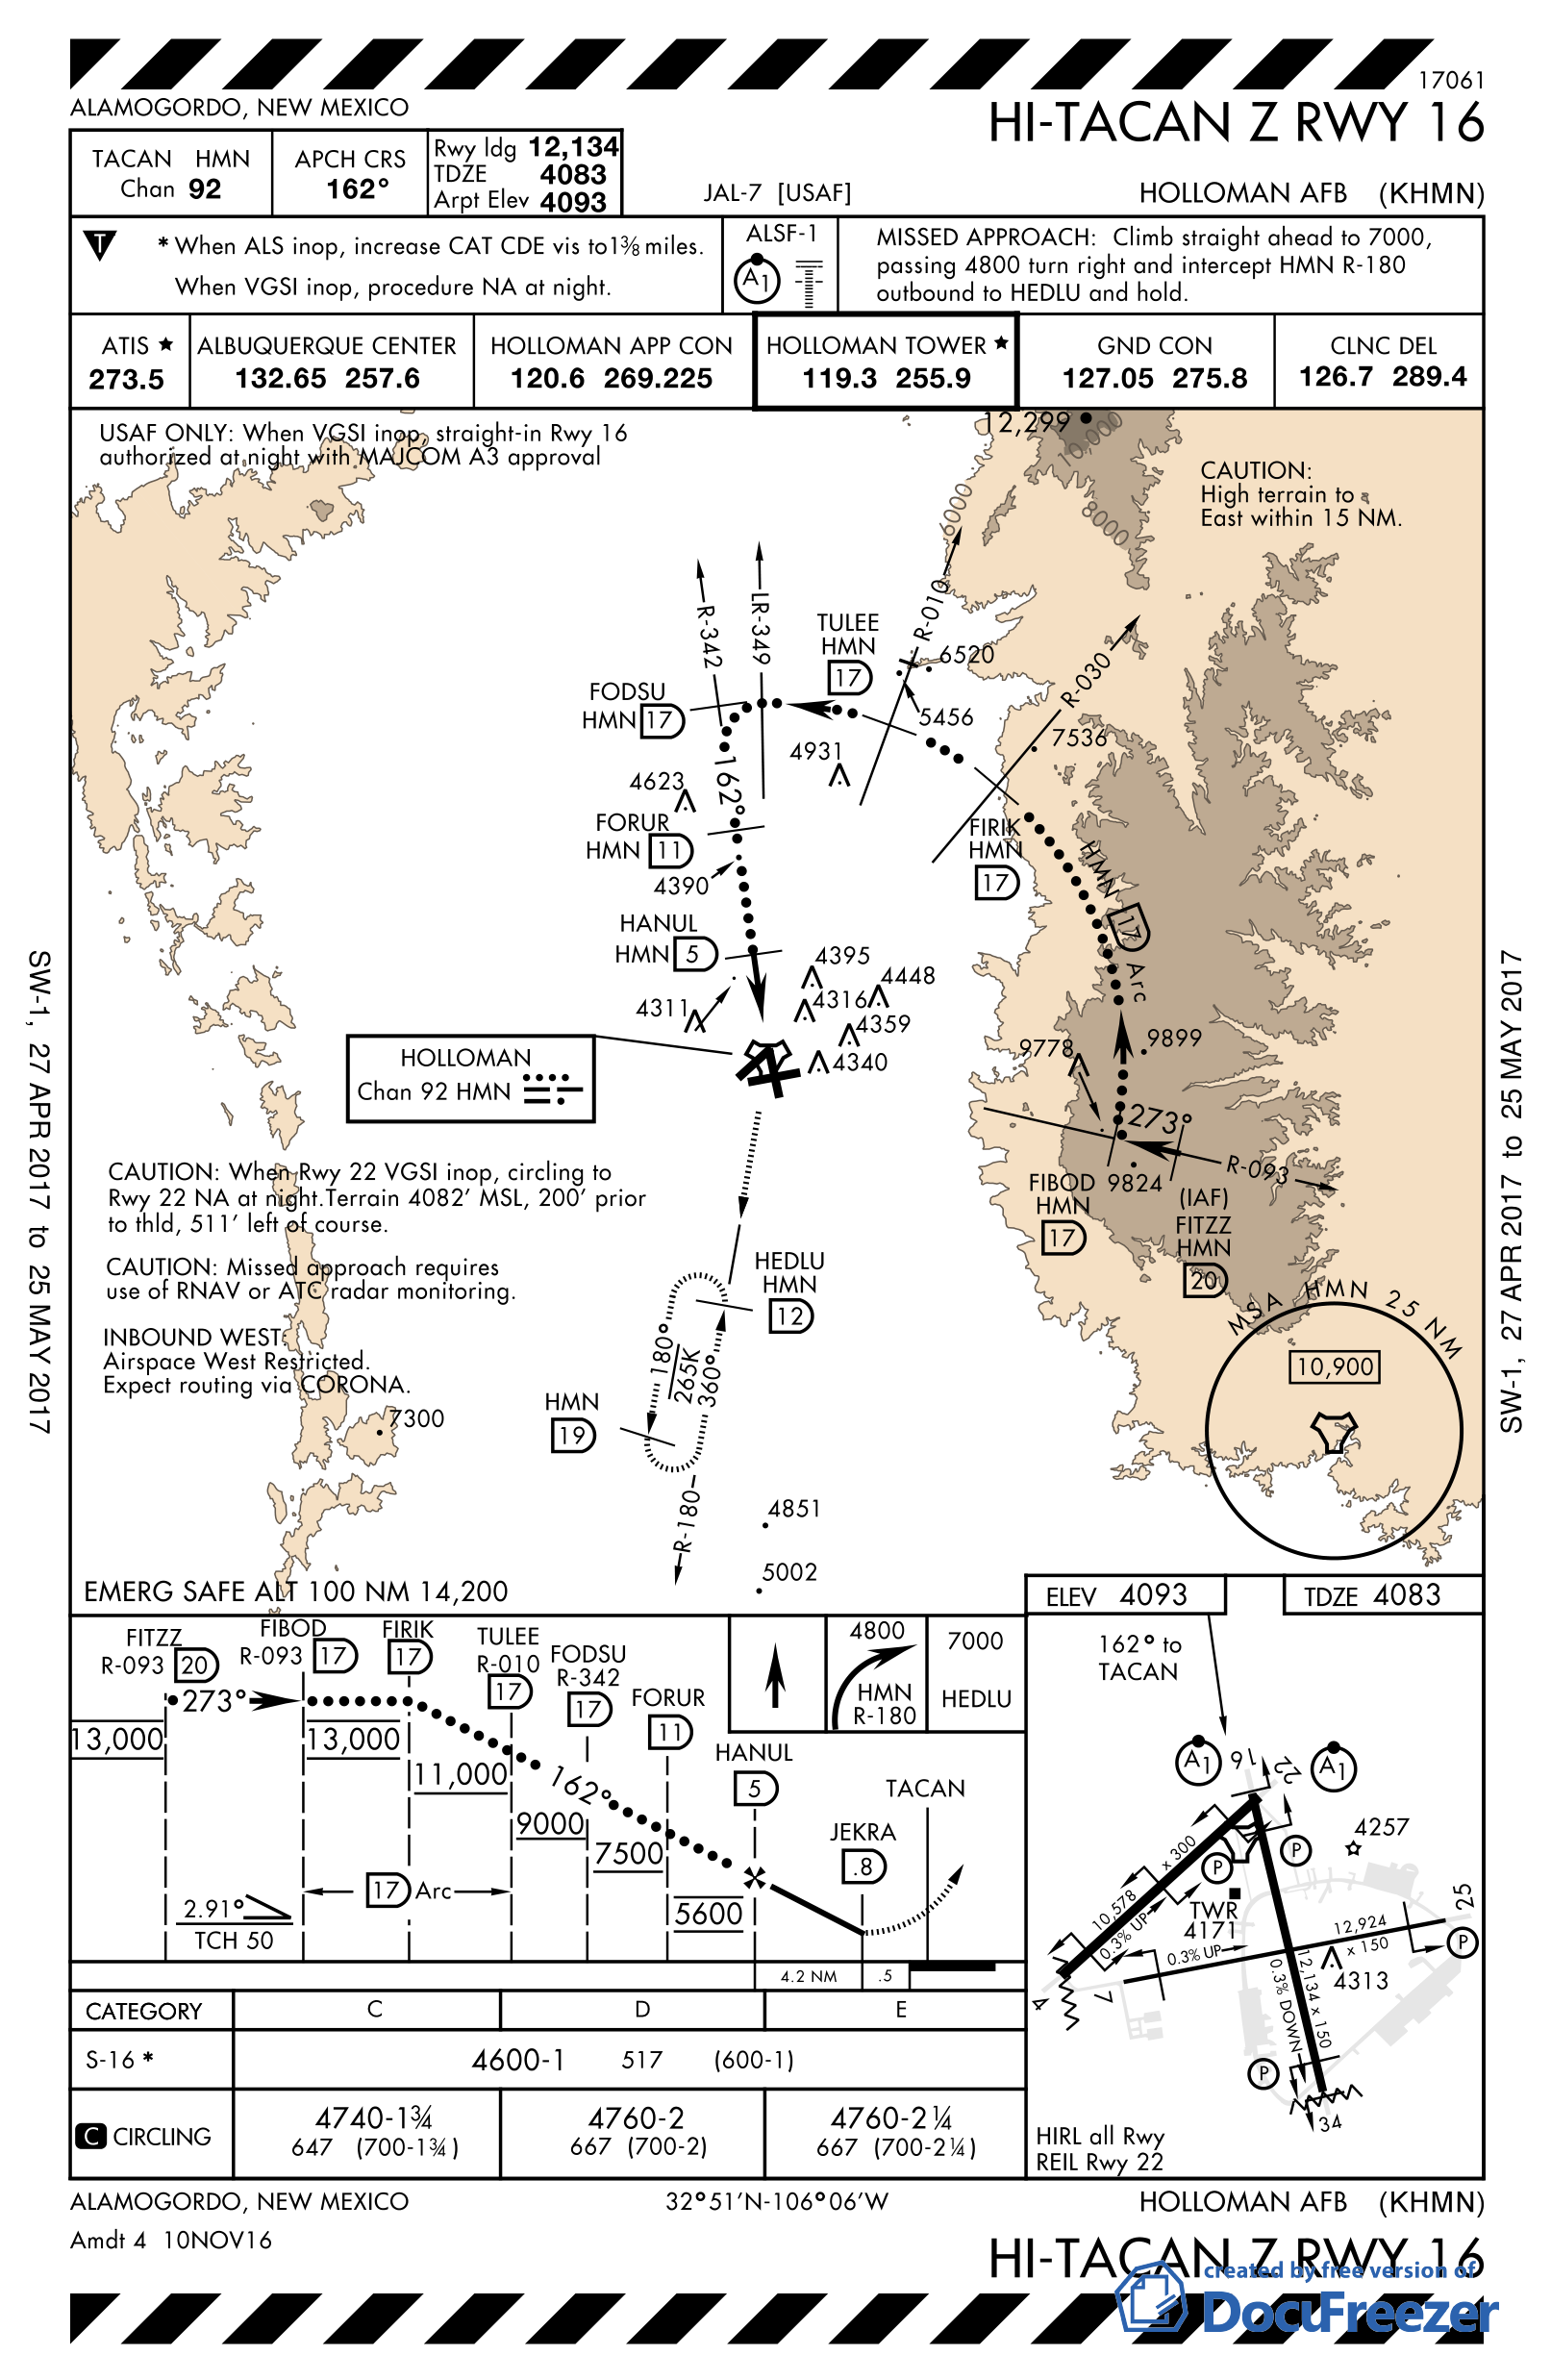 17061
ALAMOGORDO, NEW MEXICO
HI-TACAN Z RWY 16
TACAN HMN
Chan 92
APCH CRS
162°
Rwy ldg 12,134
TDZE 4083
Arpt Elev 4093
JAL-7 [USAF]
HOLLOMAN AFB (KHMN)
T
* When ALS inop, increase CAT CDE vis to1⅜ miles.
When VGSI inop, procedure NA at night.
ALSF-1
A1
MISSED APPROACH: Climb straight ahead to 7000,
passing 4800 turn right and intercept HMN R-180
outbound to HEDLU and hold.
ATIS ★
273.5
ALBUQUERQUE CENTER
132.65 257.6
HOLLOMAN APP CON
120.6 269.225
HOLLOMAN TOWER ★
119.3 255.9
GND CON
127.05 275.8
CLNC DEL
126.7 289.4
USAF ONLY: When VGSI inop, straight-in Rwy 16
authorized at night with MAJCOM A3 approval
12,299
10,000
8000
6000
CAUTION:
High terrain to
East within 15 NM.
R-342
LR-349
R-010
R-030
TULEE
HMN
17
6520
5456
FODSU
HMN 17
7536
4931
162°
4623
FORUR
HMN 11
4390
FIRIK
HMN
17
HMN 17 Arc
HANUL
HMN 5
4395
4448
4316
4311
4359
4340
9778
9899
HOLLOMAN
Chan 92 HMN
273°
R-093
FIBOD
HMN
17
9824
(IAF)
FITZZ
HMN
20
CAUTION: When Rwy 22 VGSI inop, circling to
Rwy 22 NA at night.Terrain 4082’ MSL, 200’ prior
to thld, 511’ left of course.
CAUTION: Missed approach requires
use of RNAV or ATC radar monitoring.
INBOUND WEST:
Airspace West Restricted.
Expect routing via CORONA.
HEDLU
HMN
12
180°
265K
360°
HMN
19
7300
R-180
4851
5002
MSA HMN 25 NM
10,900
EMERG SAFE ALT 100 NM 14,200
SW-1, 27 APR 2017 to 25 MAY 2017
SW-1, 27 APR 2017 to 25 MAY 2017
FITZZ
R-093 20
FIBOD
R-093 17
FIRIK
17
TULEE
R-010
17
FODSU
R-342
17
FORUR
11
HANUL
5
4800
HMN
R-180
7000
HEDLU
273°
13,000
13,000
11,000
162°
9000
7500
5600
JEKRA
.8
TACAN
17 Arc
2.91°
TCH 50
4.2 NM
.5
ELEV 4093
TDZE 4083
162° to
TACAN
A1
16
22
A1
4257
P
P
x 300
10,578
0.3% UP
TWR
4171
0.3% UP
12,924
x 150
25
P
4313
12,134 x 150
0.3% DOWN
4
7
P
34
HIRL all Rwy
REIL Rwy 22
CATEGORY C D E
S-16 * 4600-1 517 (600-1)
C CIRCLING
4740-1¾
647 (700-1¾)
4760-2
667 (700-2)
4760-2¼
667 (700-2¼)
ALAMOGORDO, NEW MEXICO
32°51’N-106°06’W
HOLLOMAN AFB (KHMN)
Amdt 4 10NOV16
HI-TACAN Z RWY 16
created by free version of
DocuFreezer